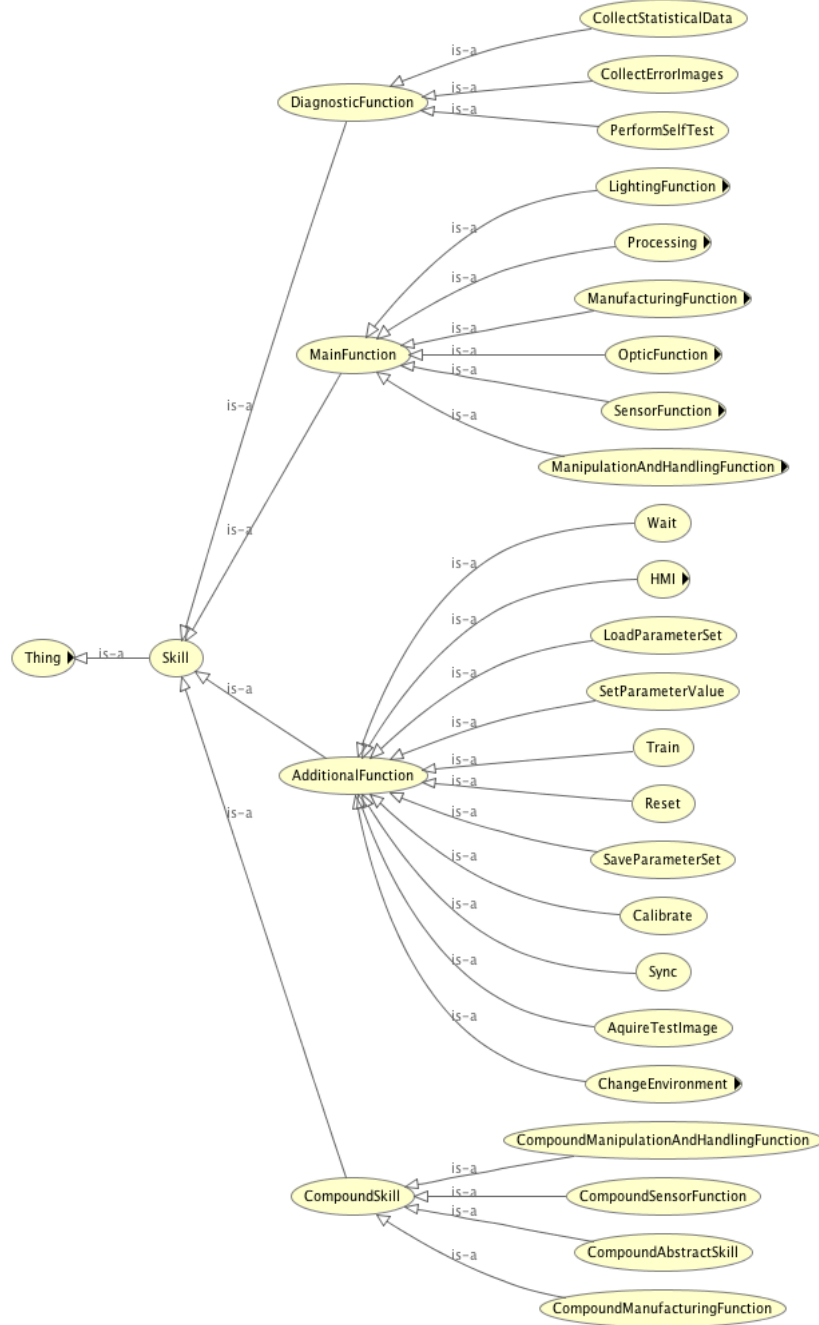 CollectStatisticalData
is-a
CollectErrorImages
is-a
DiagnosticFunction
is-a
PerformSelfTest
LightingFunction
is-a
Processing
is-a
ManufacturingFunction
is-a
MainFunction
is-a
OpticFunction
is-a
SensorFunction
is-a
is-a
ManipulationAndHandlingFunction
Wait
is-a
is-a
HMI
is-a
LoadParameterSet
is-a
Thing
is-a
Skill
is-a
SetParameterValue
is-a
Train
is-a
AdditionalFunction
is-a
Reset
is-a
is-a
SaveParameterSet
is-a
Calibrate
is-a
Sync
is-a
AquireTestImage
is-a
ChangeEnvironment
CompoundManipulationAndHandlingFunction
is-a
CompoundSkill
is-a
CompoundSensorFunction
is-a
CompoundAbstractSkill
is-a
CompoundManufacturingFunction